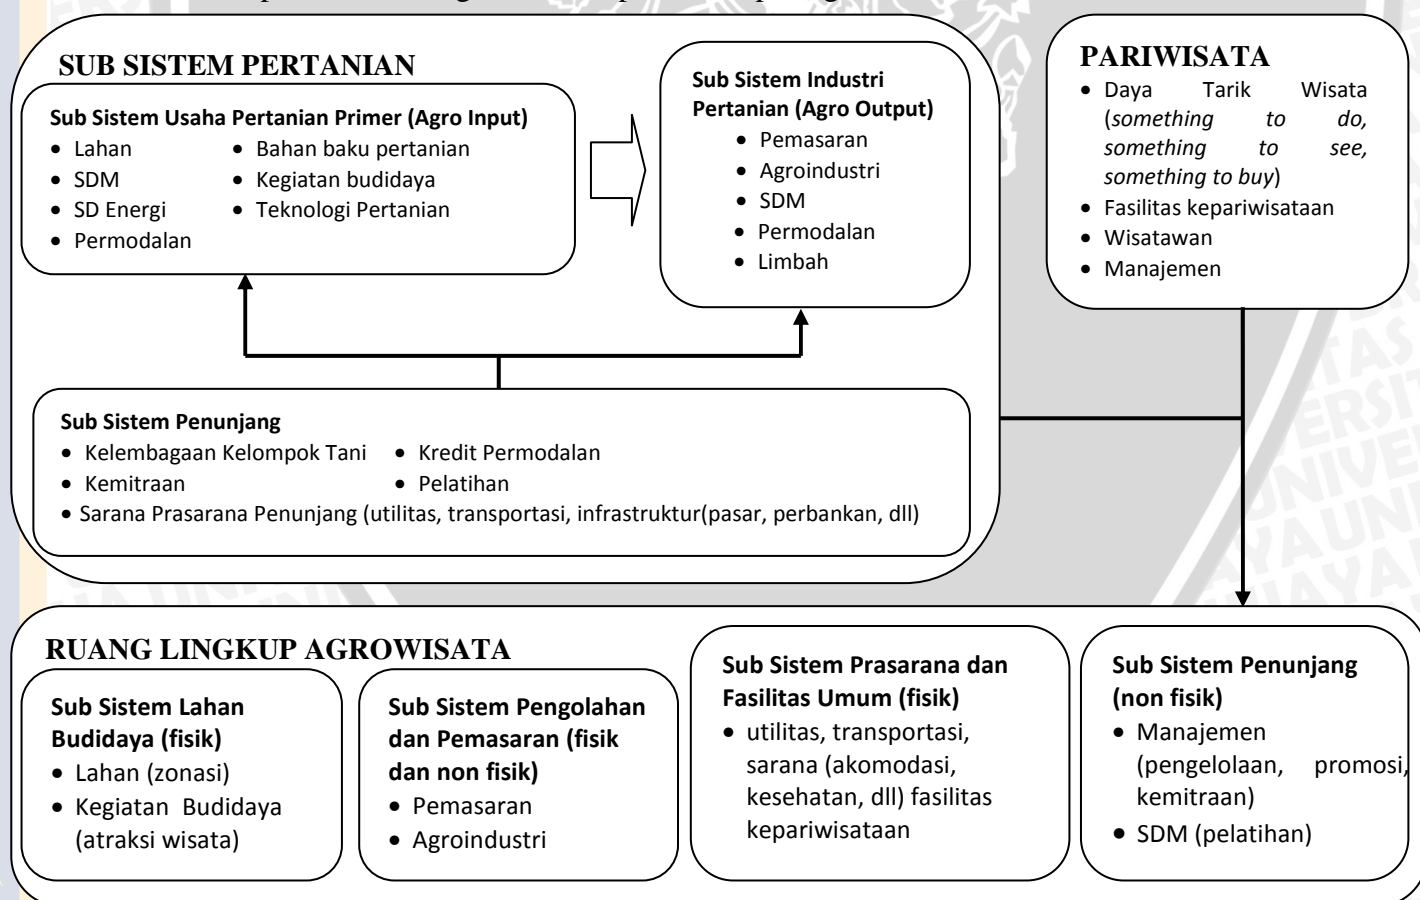 SUB SISTEM PERTANIAN
Sub Sistem Usaha Pertanian Primer (Agro Input)
• Lahan
• SDM
• SD Energi
• Permodalan
• Bahan baku pertanian
• Kegiatan budidaya
• Teknologi Pertanian
Sub Sistem Industri
Pertanian (Agro Output)
• Pemasaran
• Agroindustri
• SDM
• Permodalan
• Limbah
PARIWISATA
• Daya Tarik Wisata
(something to do,
something to see,
something to buy)
• Fasilitas kepariwisataan
• Wisatawan
• Manajemen
Sub Sistem Penunjang
• Kelembagaan Kelompok Tani
• Kredit Permodalan
• Kemitraan
• Pelatihan
• Sarana Prasarana Penunjang (utilitas, transportasi, infrastruktur(pasar, perbankan, dll)
RUANG LINGKUP AGROWISATA
Sub Sistem Lahan
Budidaya (fisik)
• Lahan (zonasi)
• Kegiatan Budidaya
(atraksi wisata)
Sub Sistem Pengolahan
dan Pemasaran (fisik
dan non fisik)
• Pemasaran
• Agroindustri
Sub Sistem Prasarana dan
Fasilitas Umum (fisik)
• utilitas, transportasi,
sarana (akomodasi,
kesehatan, dll) fasilitas
kepariwisataan
Sub Sistem Penunjang
(non fisik)
• Manajemen
(pengelolaan, promosi,
kemitraan)
• SDM (pelatihan)